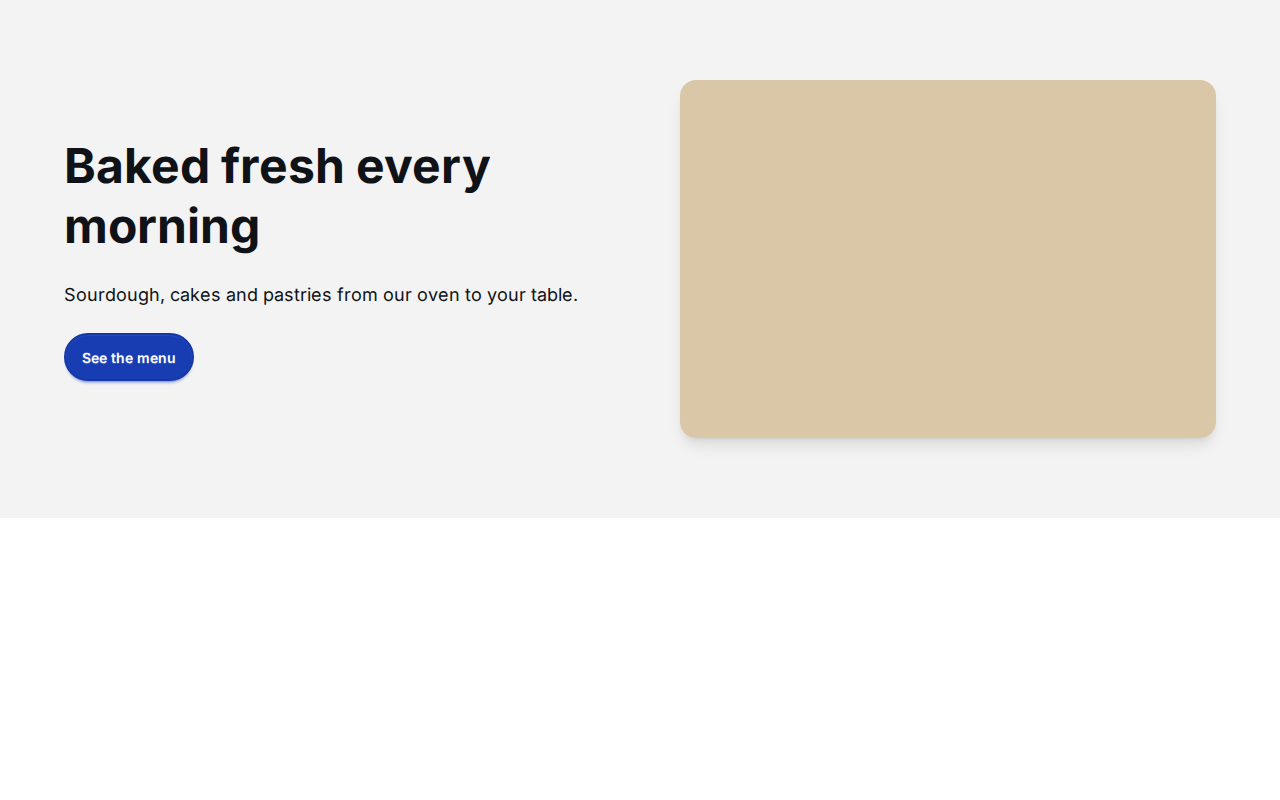 Baked fresh every
morning
Sourdough, cakes and pastries from our oven to your table.
See the menu